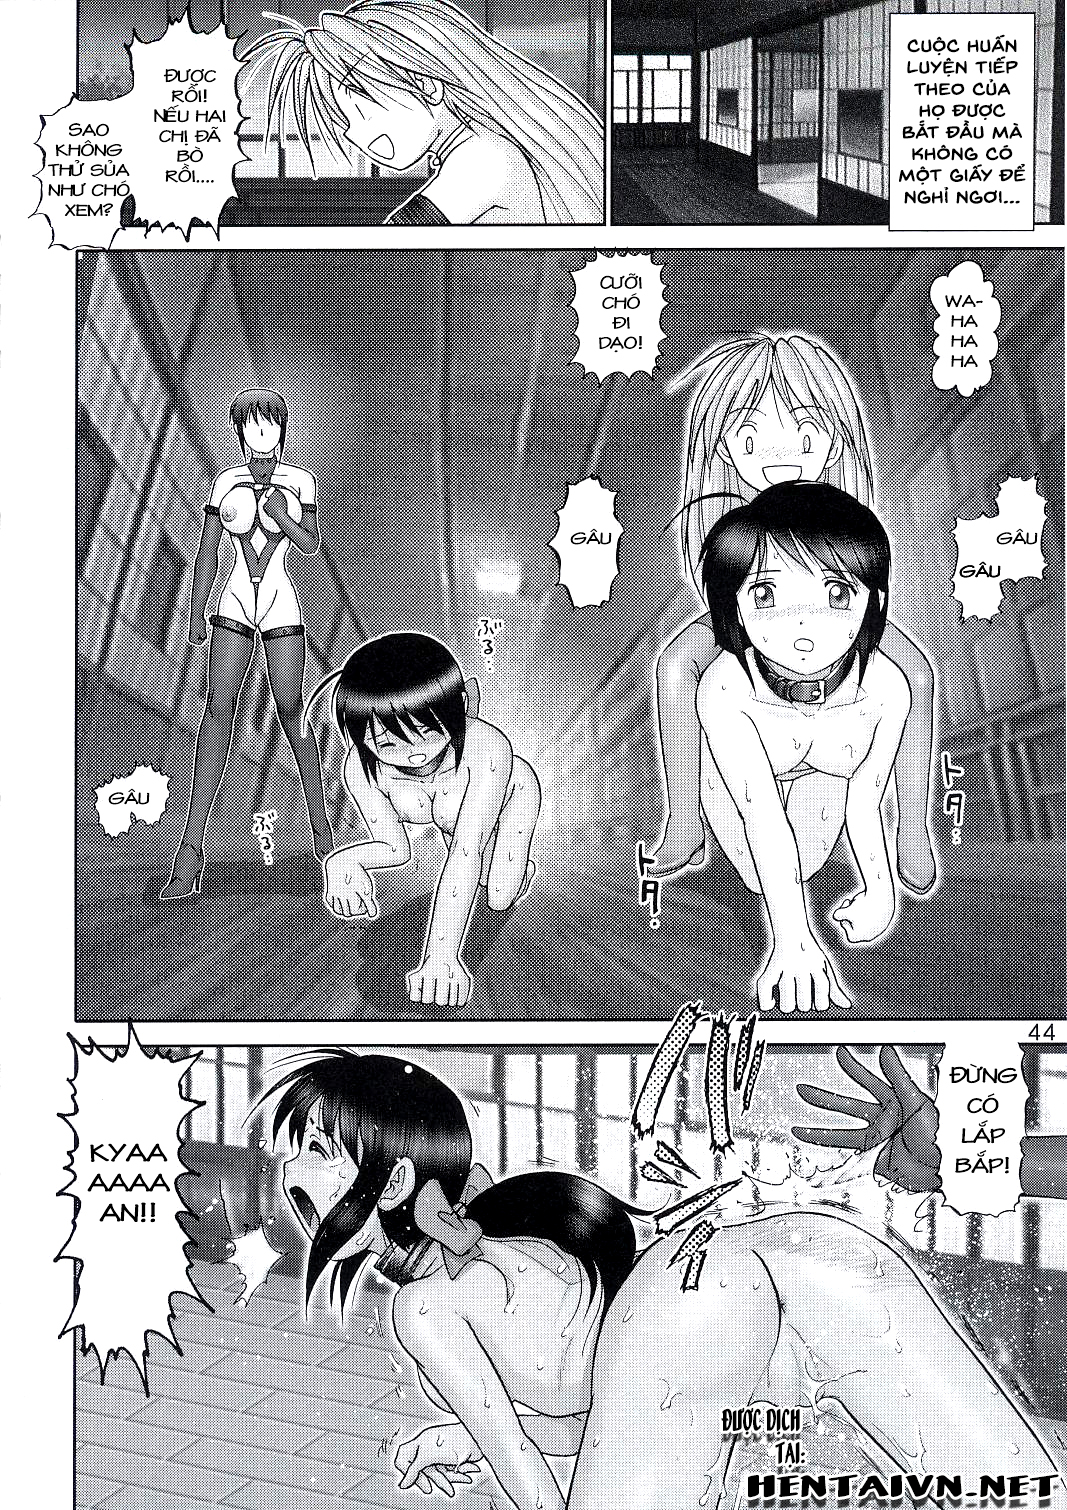 CUỘC HUẤN
LUYỆN TIẾP
THEO CỦA
HỌ ĐƯỢC
BẮT ĐẦU MÀ
KHÔNG CÓ
MỘT GIẤY ĐỂ
NGHỈ NGƠI...
ĐƯỢC
RỒI!
NẾU HAI
CHỊ ĐÃ
BÒ
RỒI....
SAO
KHÔNG
THỬ SỦA
NHƯ CHÓ
XEM?
WA-
HA
HA
HA
CƯỠI
CHÓ
ĐI
DẠO!
GÂU
GÂU
GÂU
GÂU
ぶる…
ぶる…
トタ…
トタ…
44
ĐỪNG
CÓ
LẮP
BẮP!
KYAA
AAAAA
AN!!
ĐƯỢC DỊCH
TẠI:
HENTAIVN.NET